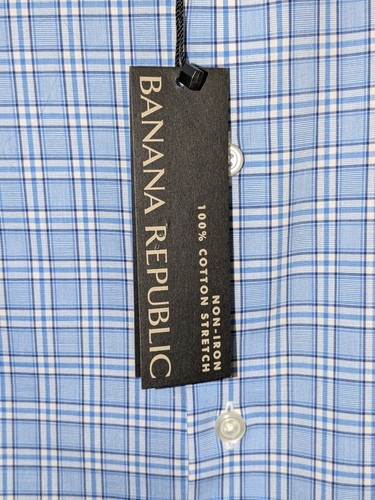 BANANA REPUBLIC
NON-IRON
100% COTTON STRETCH